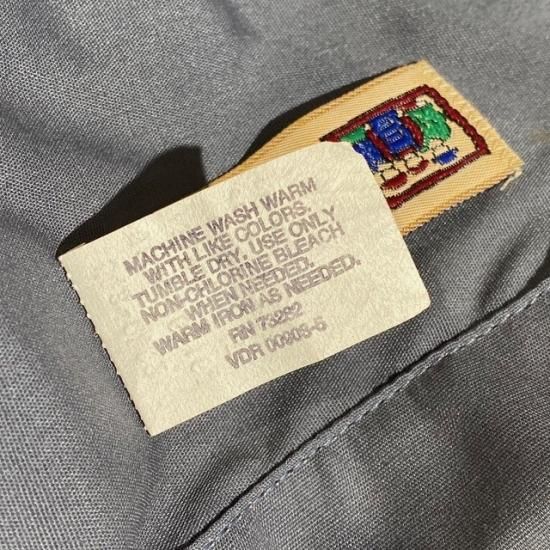 MACHINE WASH WARM
WITH LIKE COLORS.
TUMBLE DRY. USE ONLY
NON-CHLORINE BLEACH
WHEN NEEDED.
WARM IRON AS NEEDED.
RN 73282
VDR 00908-5